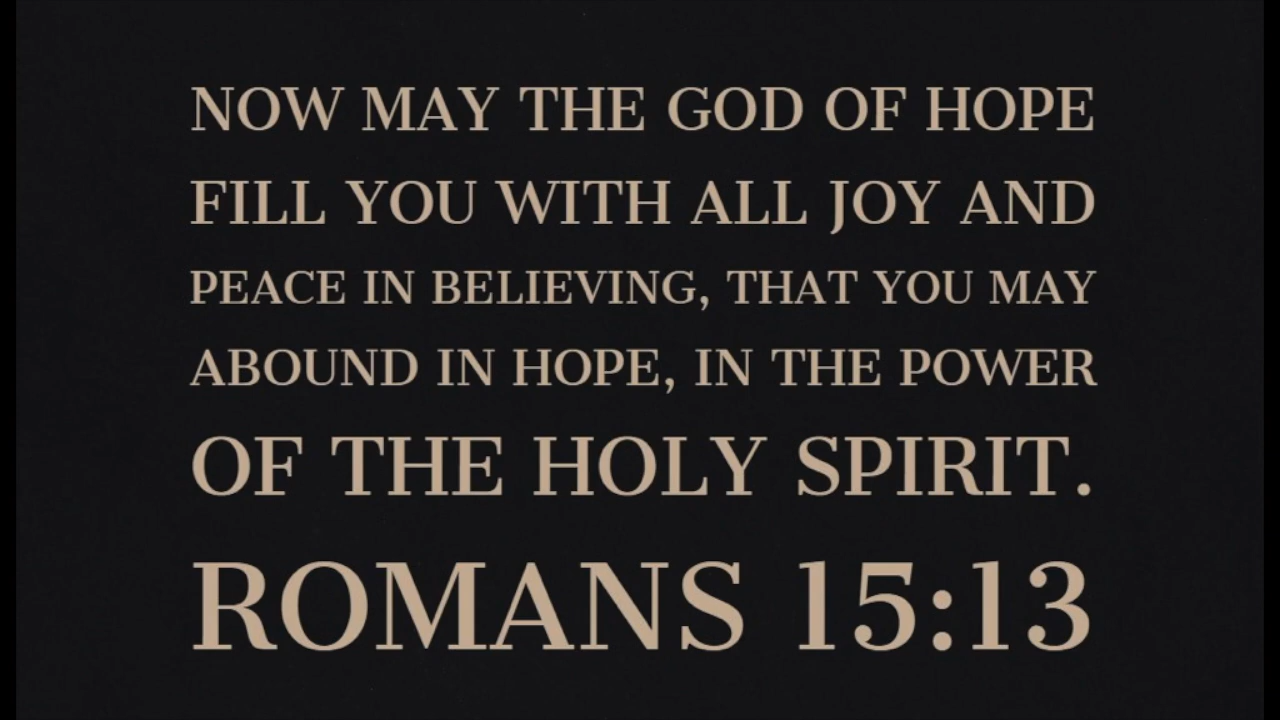 NOW MAY THE GOD OF HOPE
FILL YOU WITH ALL JOY AND
PEACE IN BELIEVING, THAT YOU MAY
ABOUND IN HOPE, IN THE POWER
OF THE HOLY SPIRIT.
ROMANS 15:13